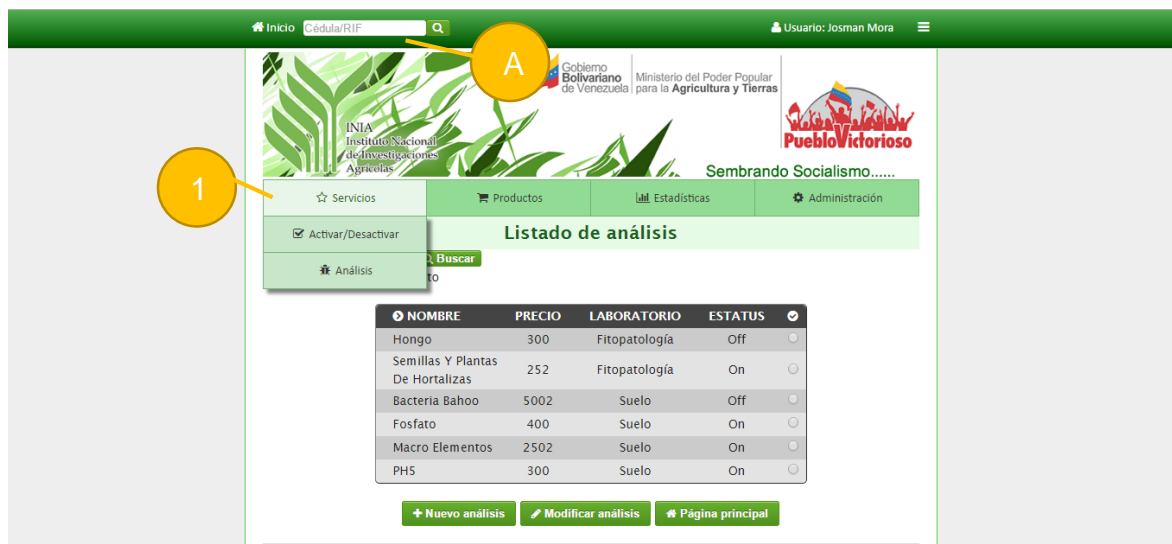 Inicio Cédula/RIF Usuario: Josman Mora
A
Gobierno
Bolivariano
de Venezuela
Ministerio del Poder Popular
para la Agricultura y Tierras
INIA
Instituto Nacional
de Investigaciones
Agrícolas
PuebloVictorioso
Sembrando Socialismo......
1
Servicios Productos Estadísticas Administración
Activar/Desactivar
Análisis
Listado de análisis
Buscar
NOMBRE PRECIO LABORATORIO ESTATUS
Hongo 300 Fitopatología Off
Semillas Y Plantas
De Hortalizas 252 Fitopatología On
Bacteria Bahoo 5002 Suelo Off
Fosfato 400 Suelo On
Macro Elementos 2502 Suelo On
PHS 300 Suelo On
Nuevo análisis Modificar análisis Página principal